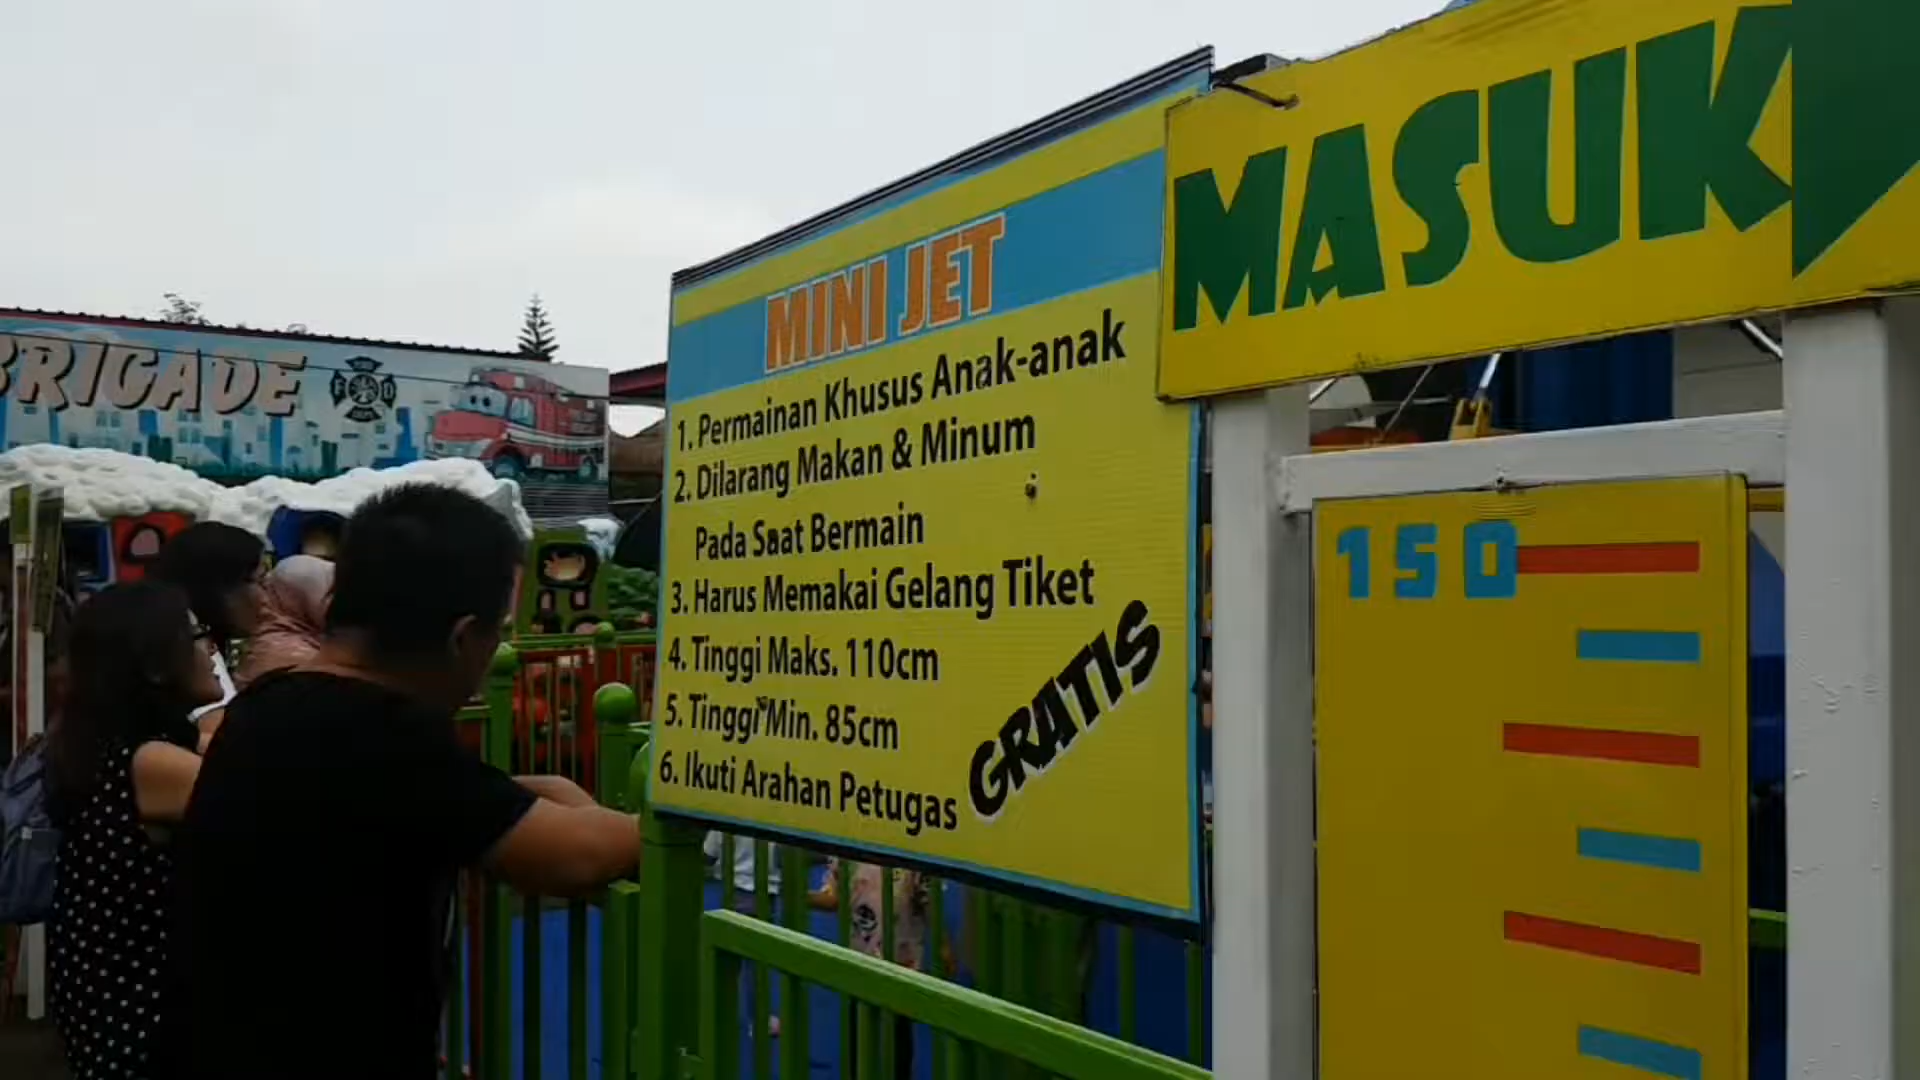 MASUK
MINI JET
1. Permainan Khusus Anak-anak
2. Dilarang Makan & Minum
Pada Saat Bermain
3. Harus Memakai Gelang Tiket
4. Tinggi Maks. 110cm
5. Tinggi Min. 85cm
6. Ikuti Arahan Petugas
GRATIS
150
BRIGADE
F D